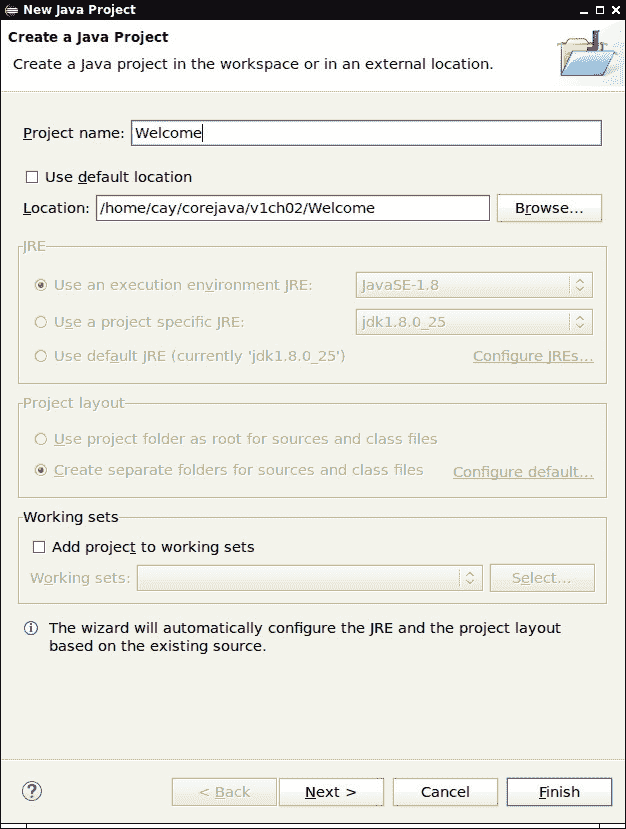 New Java Project
Create a Java Project
Create a Java project in the workspace or in an external location.
Project name: Welcome
Use default location
Location: /home/cay/corejava/v1ch02/Welcome Browse...
JRE
Use an execution environment JRE: JavaSE-1.8
Use a project specific JRE: jdk1.8.0_25
Use default JRE (currently 'jdk1.8.0_25') Configure JREs...
Project layout
Use project folder as root for sources and class files
Create separate folders for sources and class files Configure default...
Working sets
Add project to working sets
Working sets: Select...
The wizard will automatically configure the JRE and the project layout
based on the existing source.
? < Back Next > Cancel Finish